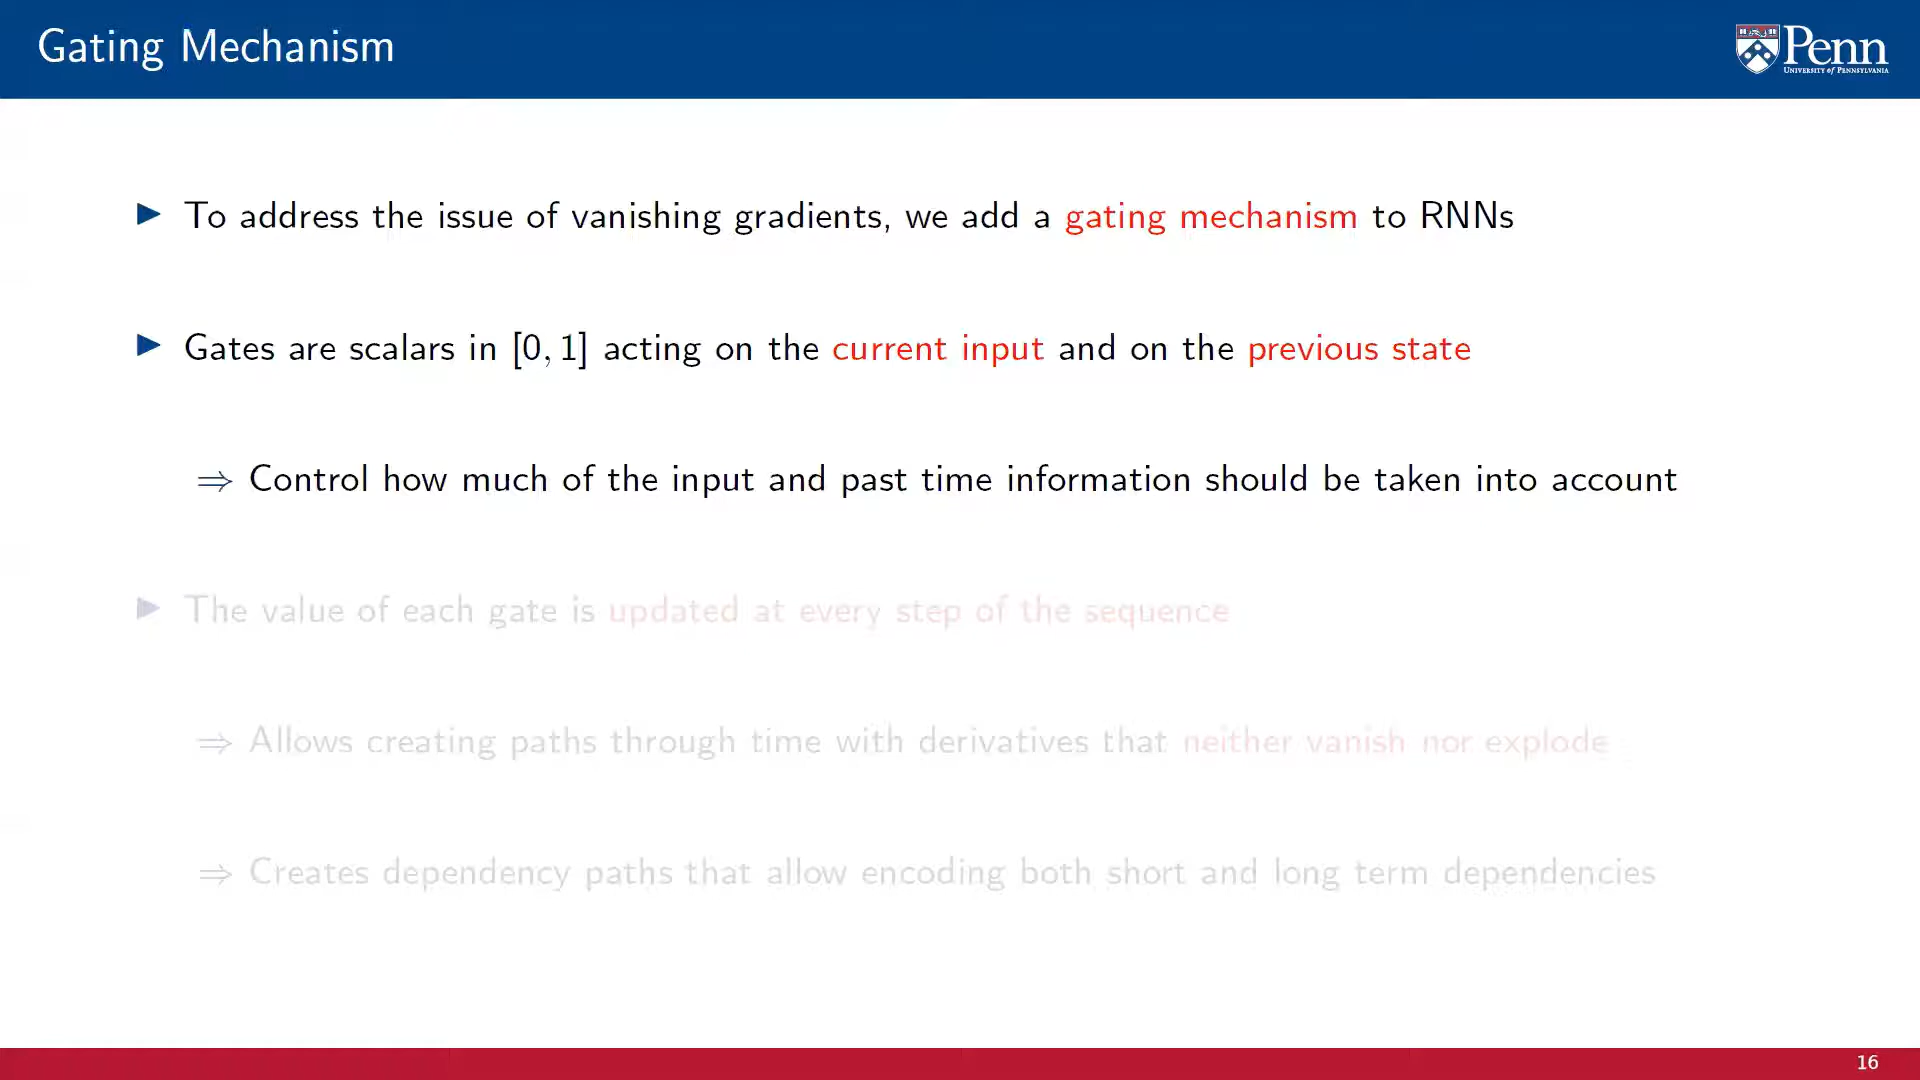 Gating Mechanism
Penn
UNIVERSITY of PENNSYLVANIA
▶ To address the issue of vanishing gradients, we add a gating mechanism to RNNs
▶ Gates are scalars in [0, 1] acting on the current input and on the previous state
⇒ Control how much of the input and past time information should be taken into account
▶ The value of each gate is updated at every step of the sequence
⇒ Allows creating paths through time with derivatives that neither vanish nor explode
⇒ Creates dependency paths that allow encoding both short and long term dependencies
16